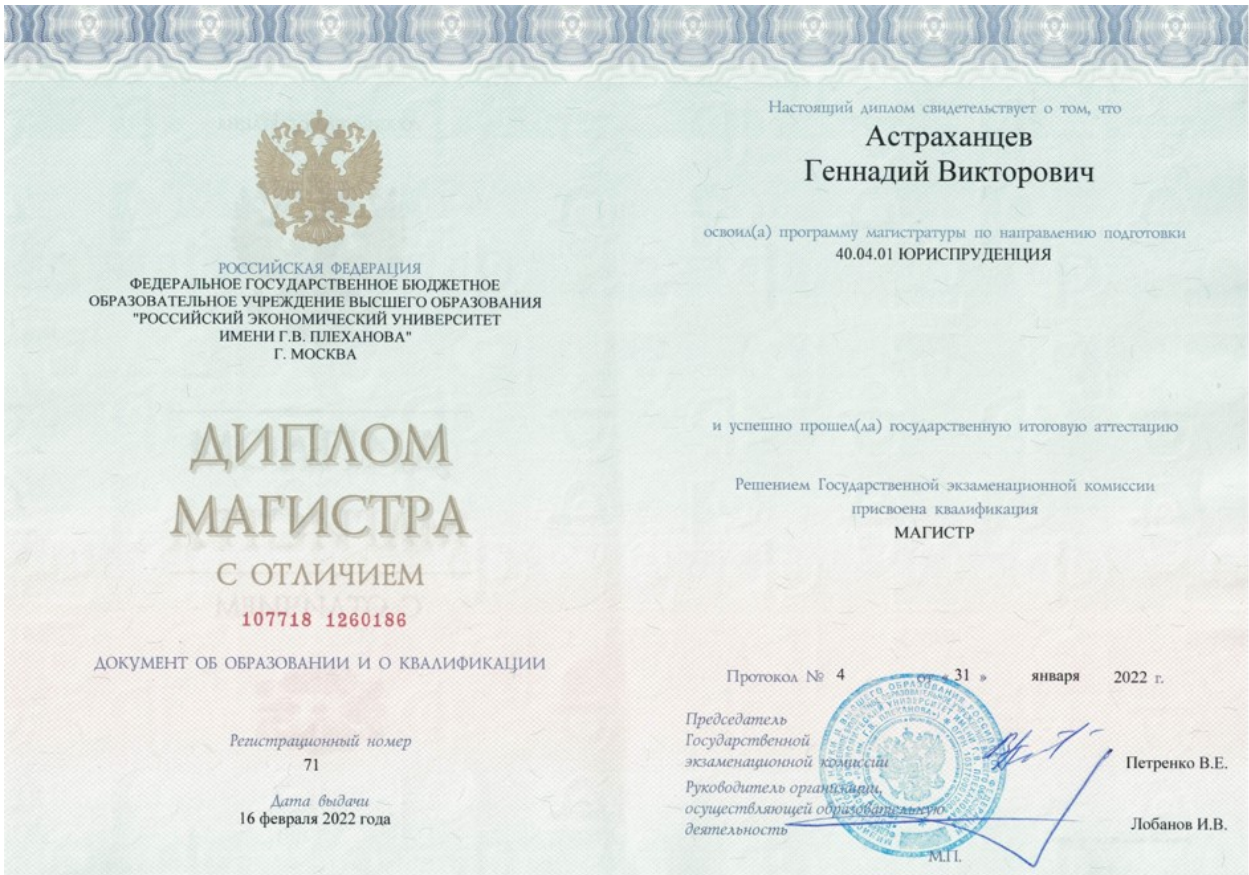 РОССИЙСКАЯ ФЕДЕРАЦИЯ
ФЕДЕРАЛЬНОЕ ГОСУДАРСТВЕННОЕ БЮДЖЕТНОЕ
ОБРАЗОВАТЕЛЬНОЕ УЧРЕЖДЕНИЕ ВЫСШЕГО ОБРАЗОВАНИЯ
"РОССИЙСКИЙ ЭКОНОМИЧЕСКИЙ УНИВЕРСИТЕТ
ИМЕНИ Г.В. ПЛЕХАНОВА"
Г. МОСКВА
ДИПЛОМ
МАГИСТРА
С ОТЛИЧИЕМ
107718 1260186
ДОКУМЕНТ ОБ ОБРАЗОВАНИИ И О КВАЛИФИКАЦИИ
Регистрационный номер
71
Дата выдачи
16 февраля 2022 года
Настоящий диплом свидетельствует о том, что
Астраханцев
Геннадий Викторович
освоил(а) программу магистратуры по направлению подготовки
40.04.01 ЮРИСПРУДЕНЦИЯ
и успешно прошел(ла) государственную итоговую аттестацию
Решением Государственной экзаменационной комиссии
присвоена квалификация
МАГИСТР
Протокол № 4 от « 31 » января 2022 г.
Председатель
Государственной
экзаменационной комиссии
Петренко В.Е.
Руководитель организации,
осуществляющей образовательную
деятельность
Лобанов И.В.
М.П.